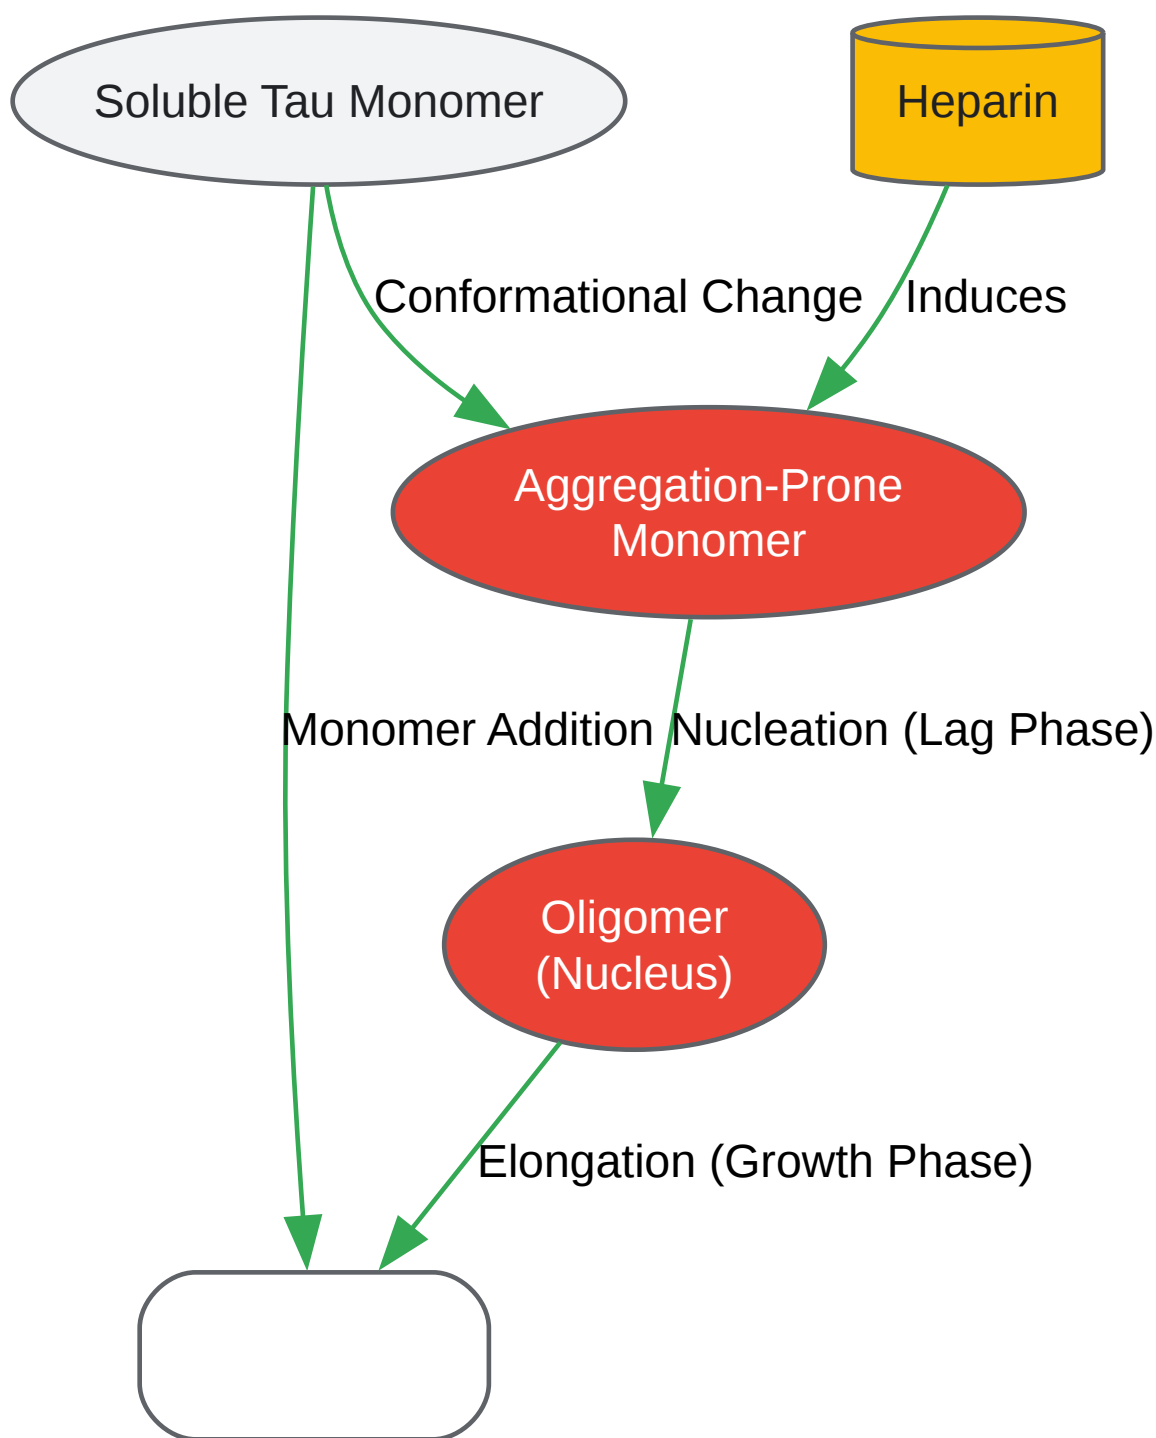 Soluble Tau Monomer
Heparin
Conformational Change
Induces
Aggregation-Prone
Monomer
Monomer Addition
Nucleation (Lag Phase)
Oligomer
(Nucleus)
Elongation (Growth Phase)